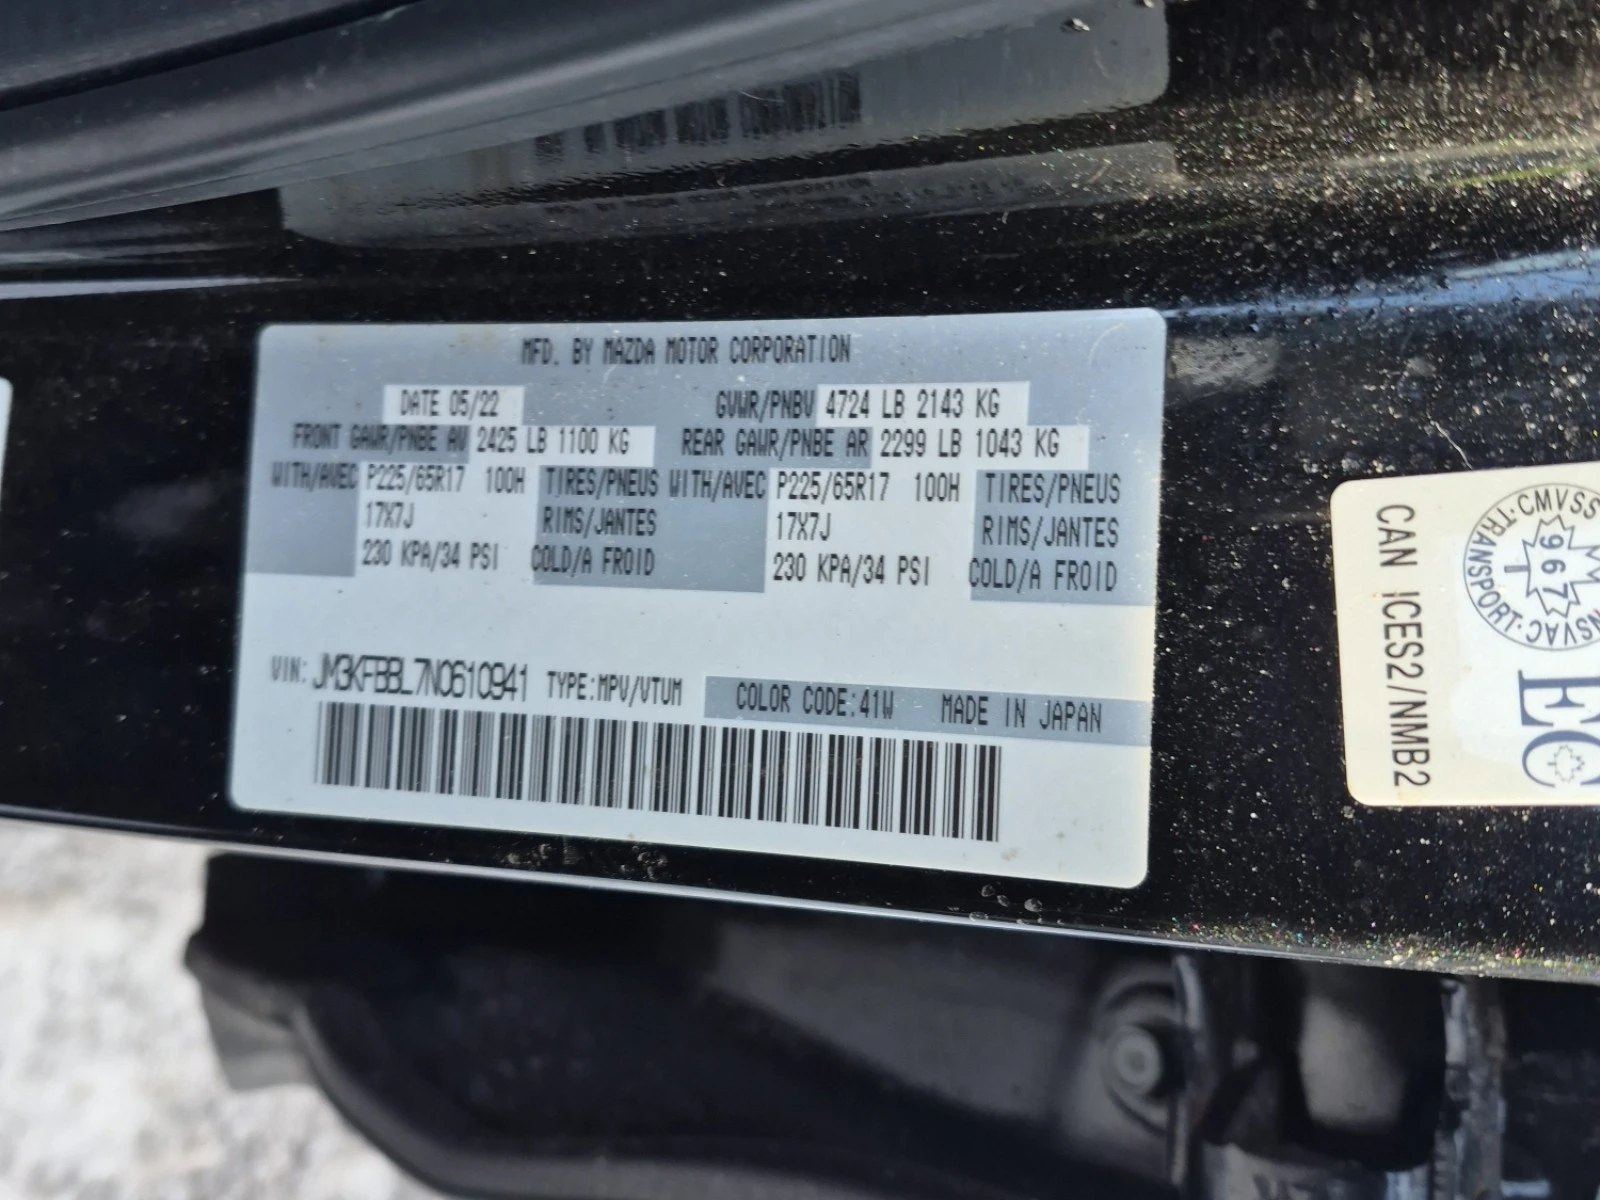 MFD. BY MAZDA MOTOR CORPORATION
DATE 05/22 GVWR/PNBV 4724 LB 2143 KG
FRONT GAWR/PNBE AV 2425 LB 1100 KG REAR GAWR/PNBE AR 2299 LB 1043 KG
WITH/AVEC P225/65R17 100H TIRES/PNEUS WITH/AVEC P225/65R17 100H TIRES/PNEUS
17X7J RIMS/JANTES 17X7J RIMS/JANTES
230 KPA/34 PSI COLD/A FROID 230 KPA/34 PSI COLD/A FROID
VIN: JM3KFBBL7N0610941 TYPE:MPV/VTUM COLOR CODE:41W MADE IN JAPAN
CAN ICES2/NMB2
TRANSPORT · CMVSS
NSVAC
967
1
EC